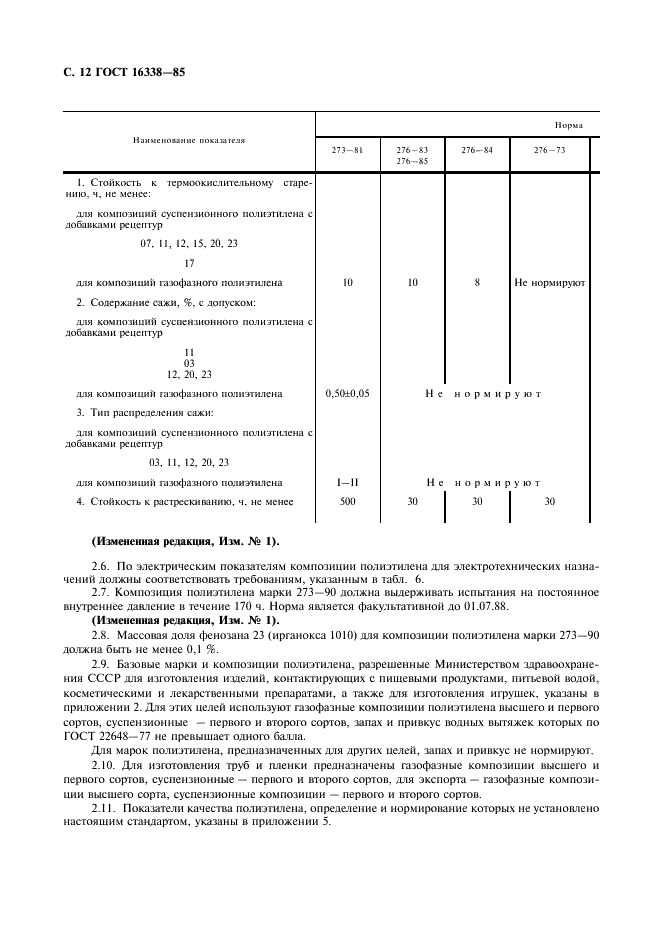 С. 12 ГОСТ 16338—85
Наименование показателя
Норма
273—81
276—83
276—85
276—84
276—73
1. Стойкость к термоокислительному старе-
нию, ч, не менее:
для композиций суспензионного полиэтилена с
добавками рецептур
07, 11, 12, 15, 20, 23
17
для композиций газофазного полиэтилена 10 10 8 Не нормируют
2. Содержание сажи, %, с допуском:
для композиций суспензионного полиэтилена с
добавками рецептур
11
03
12, 20, 23
для композиций газофазного полиэтилена 0,50±0,05 Не нормируют
3. Тип распределения сажи:
для композиций суспензионного полиэтилена с
добавками рецептур
03, 11, 12, 20, 23
для композиций газофазного полиэтилена I—II Не нормируют
4. Стойкость к растрескиванию, ч, не менее 500 30 30 30
(Измененная редакция, Изм. № 1).
2.6. По электрическим показателям композиции полиэтилена для электротехнических назна-
чений должны соответствовать требованиям, указанным в табл. 6.
2.7. Композиция полиэтилена марки 273—90 должна выдерживать испытания на постоянное
внутреннее давление в течение 170 ч. Норма является факультативной до 01.07.88.
(Измененная редакция, Изм. № 1).
2.8. Массовая доля фенозана 23 (ирганокса 1010) для композиции полиэтилена марки 273—90
должна быть не менее 0,1 %.
2.9. Базовые марки и композиции полиэтилена, разрешенные Министерством здравоохране-
ния СССР для изготовления изделий, контактирующих с пищевыми продуктами, питьевой водой,
косметическими и лекарственными препаратами, а также для изготовления игрушек, указаны в
приложении 2. Для этих целей используют газофазные композиции полиэтилена высшего и первого
сортов, суспензионные — первого и второго сортов, запах и привкус водных вытяжек которых по
ГОСТ 22648—77 не превышает одного балла.
Для марок полиэтилена, предназначенных для других целей, запах и привкус не нормируют.
2.10. Для изготовления труб и пленки предназначены газофазные композиции высшего и
первого сортов, суспензионные — первого и второго сортов, для экспорта — газофазные компози-
ции высшего сорта, суспензионные композиции — первого и второго сортов.
2.11. Показатели качества полиэтилена, определение и нормирование которых не установлено
настоящим стандартом, указаны в приложении 5.